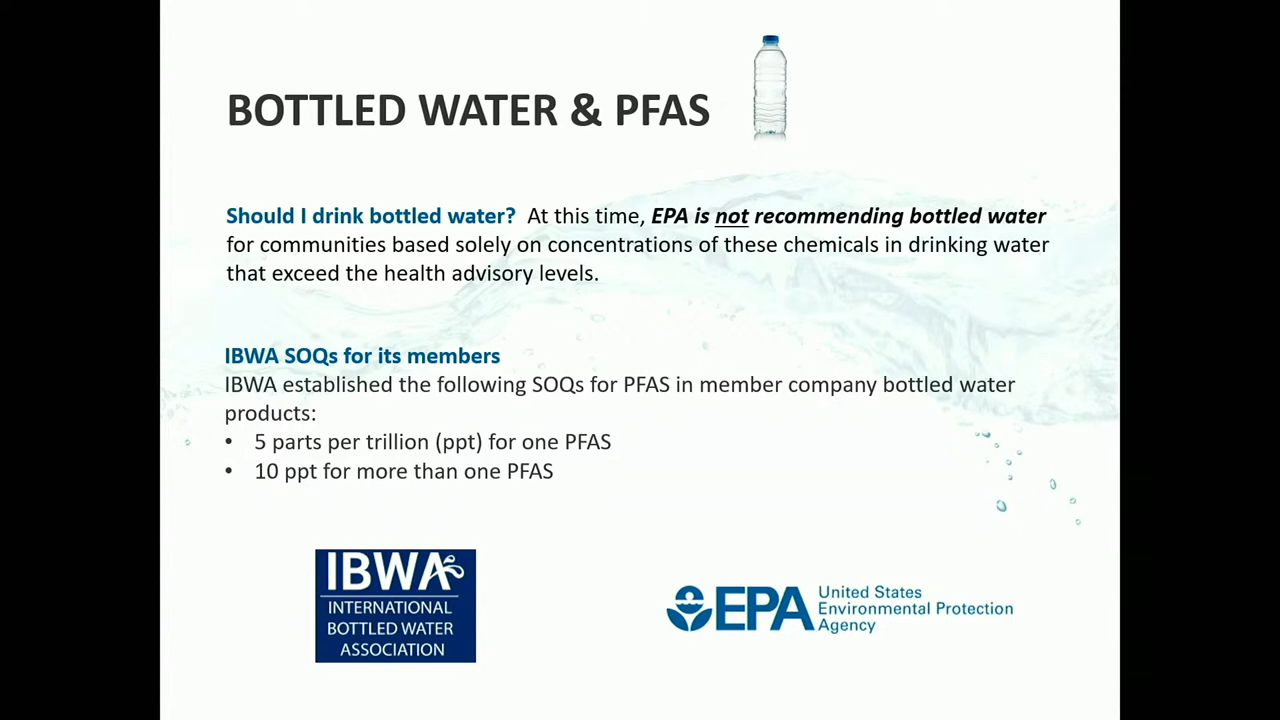 BOTTLED WATER & PFAS
Should I drink bottled water? At this time, EPA is not recommending bottled water
for communities based solely on concentrations of these chemicals in drinking water
that exceed the health advisory levels.
IBWA SOQs for its members
IBWA established the following SOQs for PFAS in member company bottled water
products:
• 5 parts per trillion (ppt) for one PFAS
• 10 ppt for more than one PFAS
IBWA
INTERNATIONAL
BOTTLED WATER
ASSOCIATION
EPA
United States
Environmental Protection
Agency